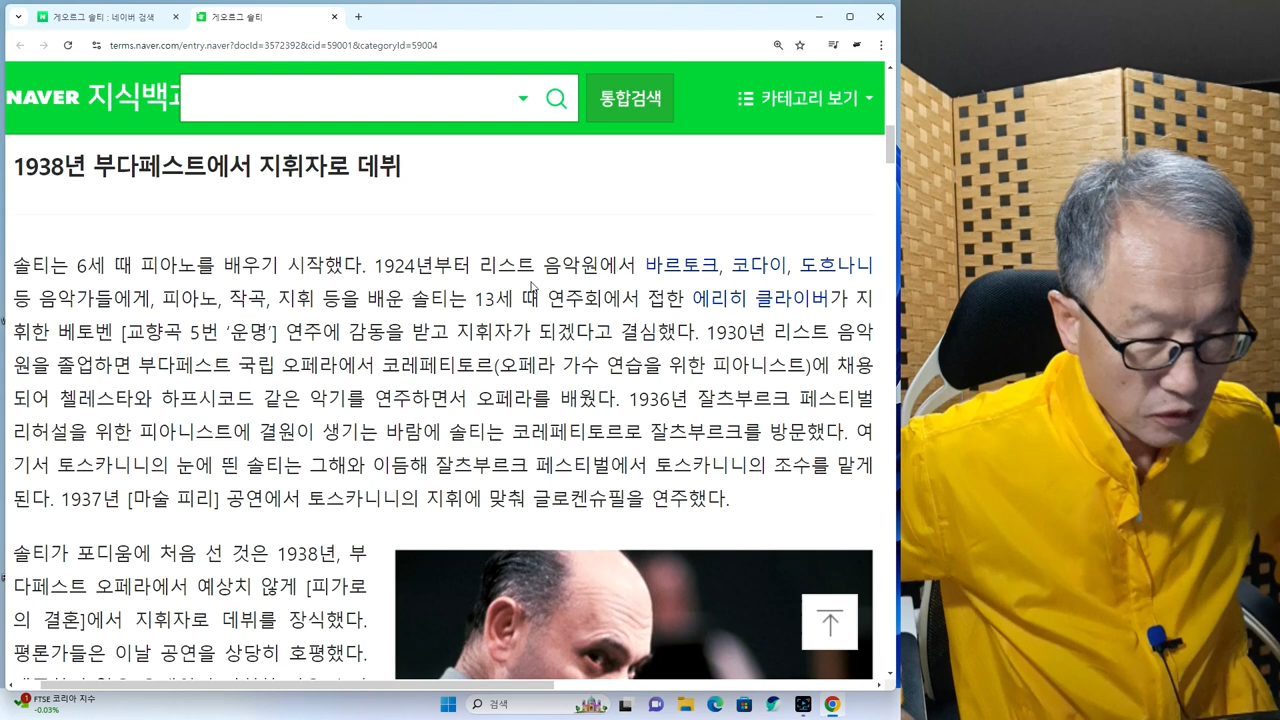 게오르그 솔티 : 네이버 검색
게오르그 솔티
terms.naver.com/entry.naver?docId=3572392&cid=59001&categoryId=59004
NAVER 지식백과
통합검색
카테고리 보기
1938년 부다페스트에서 지휘자로 데뷔
솔티는 6세 때 피아노를 배우기 시작했다. 1924년부터 리스트 음악원에서 바르토크, 코다이, 도흐나니
등 음악가들에게, 피아노, 작곡, 지휘 등을 배운 솔티는 13세 때 연주회에서 접한 에리히 클라이버가 지
휘한 베토벤 [교향곡 5번 ‘운명’] 연주에 감동을 받고 지휘자가 되겠다고 결심했다. 1930년 리스트 음악
원을 졸업하면 부다페스트 국립 오페라에서 코레페티토르(오페라 가수 연습을 위한 피아니스트)에 채용
되어 첼레스타와 하프시코드 같은 악기를 연주하면서 오페라를 배웠다. 1936년 잘츠부르크 페스티벌
리허설을 위한 피아니스트에 결원이 생기는 바람에 솔티는 코레페티토르로 잘츠부르크를 방문했다. 여
기서 토스카니니의 눈에 띈 솔티는 그해와 이듬해 잘츠부르크 페스티벌에서 토스카니니의 조수를 맡게
된다. 1937년 [마술 피리] 공연에서 토스카니니의 지휘에 맞춰 글로켄슈필을 연주했다.
솔티가 포디움에 처음 선 것은 1938년, 부
다페스트 오페라에서 예상치 않게 [피가로
의 결혼]에서 지휘자로 데뷔를 장식했다.
평론가들은 이날 공연을 상당히 호평했다.
FTSE 코리아 지수
-0.03%
검색